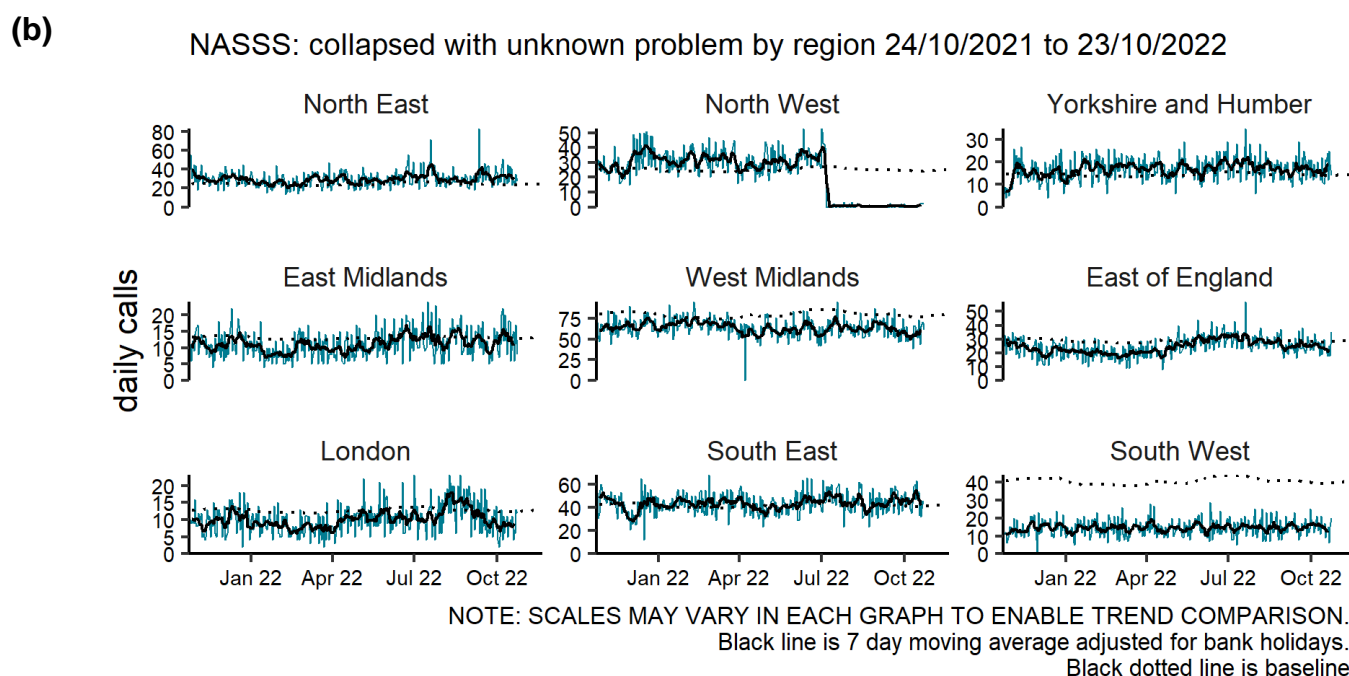 (b)
NASSS: collapsed with unknown problem by region 24/10/2021 to 23/10/2022
North East
North West
Yorkshire and Humber
80
60
40
20
0
50
40
30
20
10
0
30
20
10
0
East Midlands
West Midlands
East of England
daily calls
20
15
10
5
0
75
50
25
0
50
40
30
20
10
0
London
South East
South West
20
15
10
5
0
60
40
20
0
40
30
20
10
0
Jan 22 Apr 22 Jul 22 Oct 22
Jan 22 Apr 22 Jul 22 Oct 22
Jan 22 Apr 22 Jul 22 Oct 22
NOTE: SCALES MAY VARY IN EACH GRAPH TO ENABLE TREND COMPARISON.
Black line is 7 day moving average adjusted for bank holidays.
Black dotted line is baseline